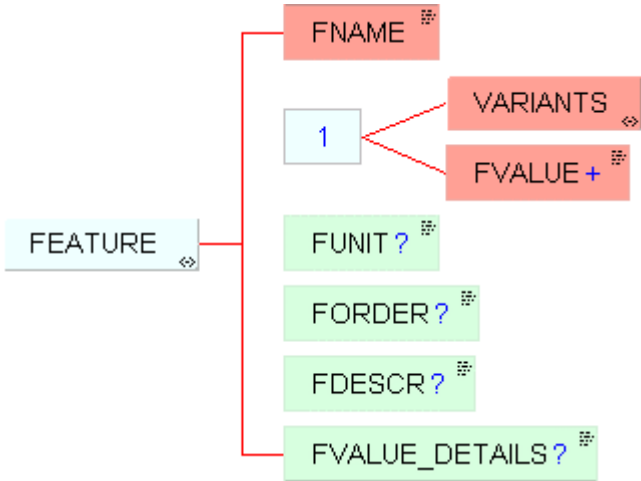 FNAME
VARIANTS
1
FVALUE+
FEATURE
FUNIT?
FORDER?
FDESCR?
FVALUE_DETAILS?